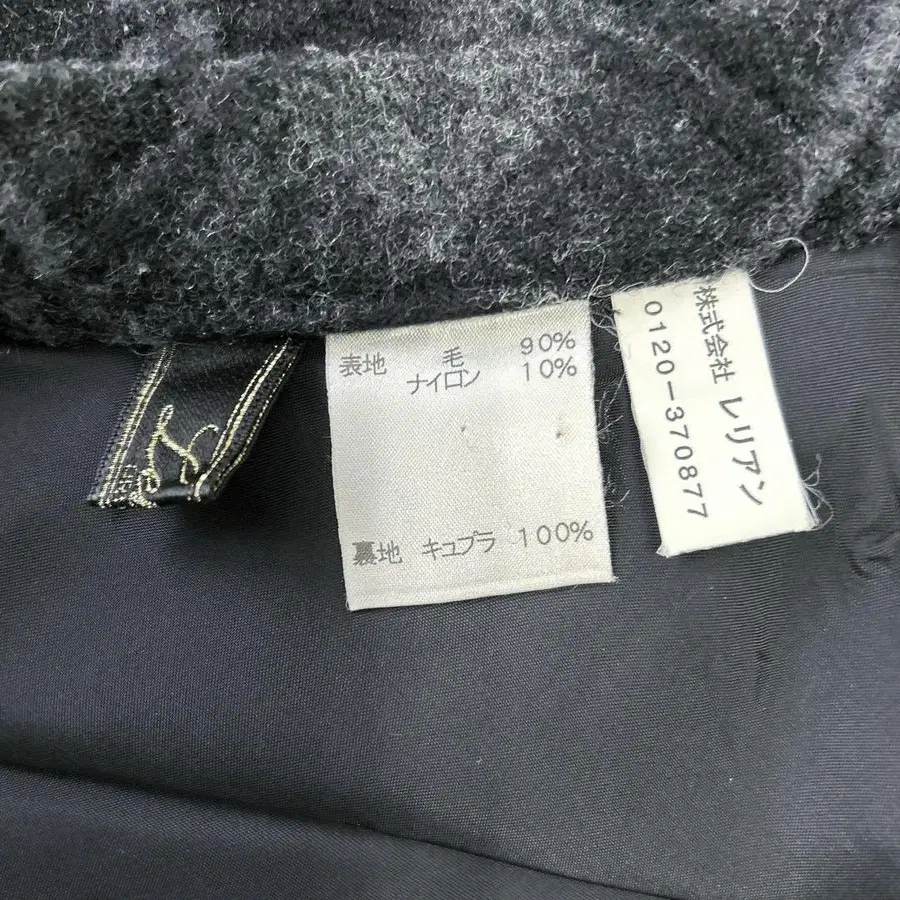 表地 毛 90%
ナイロン 10%
裏地 キュプラ 100%
株式会社 レリアン
0120-370877